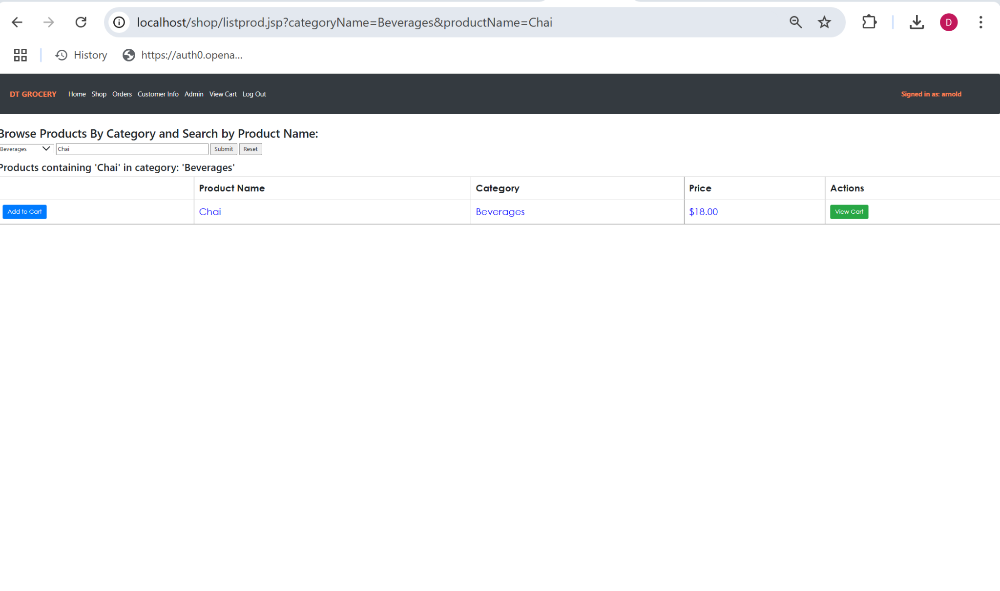 localhost/shop/listprod.jsp?categoryName=Beverages&productName=Chai
D
History https://auth0.opena...
DT GROCERY Home Shop Orders Customer Info Admin View Cart Log Out Signed in as: arnold
Browse Products By Category and Search by Product Name:
Beverages Chai Submit Reset
Products containing 'Chai' in category: 'Beverages'
Product Name Category Price Actions
Add to Cart Chai Beverages $18.00 View Cart